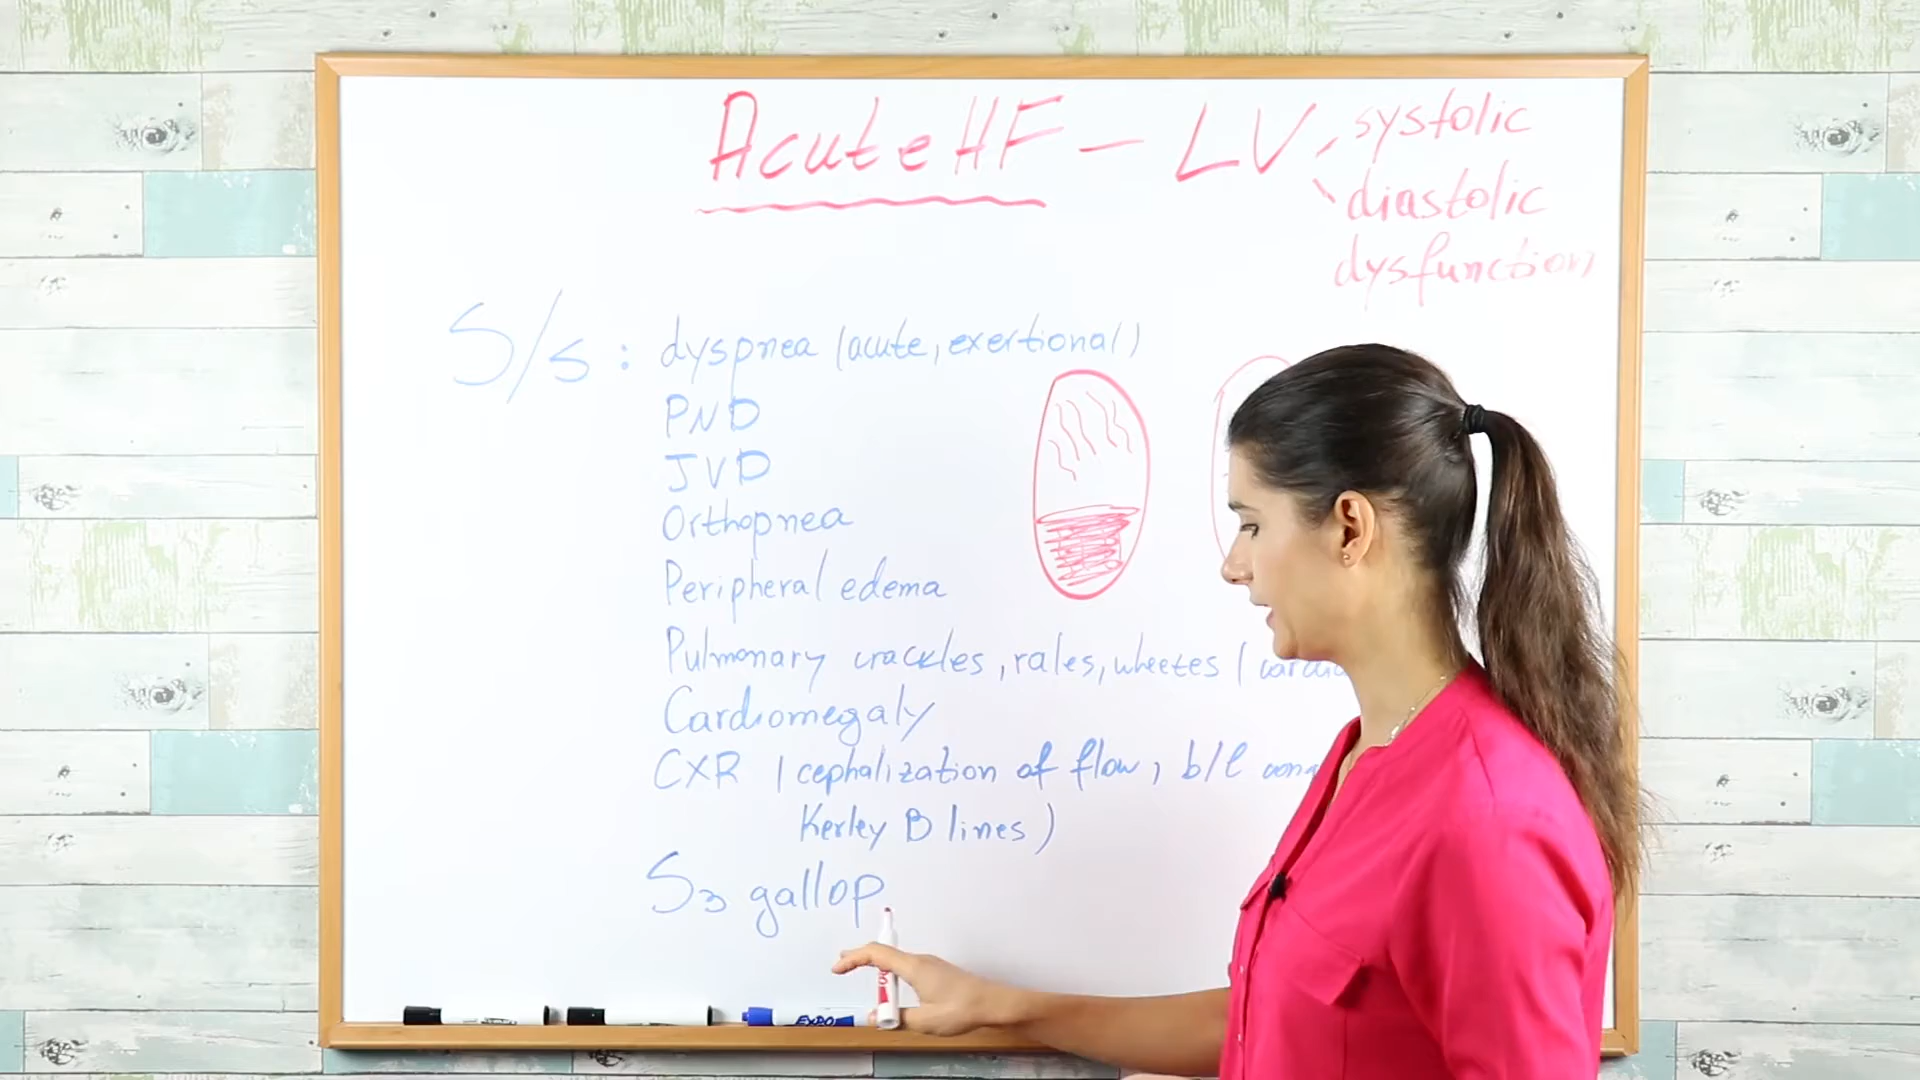 Acute HF - LV systolic
diastolic
dysfunction
S/s : dyspnea (acute, exertional)
PND
JVD
Orthopnea
Peripheral edema
Pulmonary crackles, rales, wheezes (
Cardiomegaly
CXR (cephalization of flow, b/l
Kerley B lines)
S3 gallop
EXPO